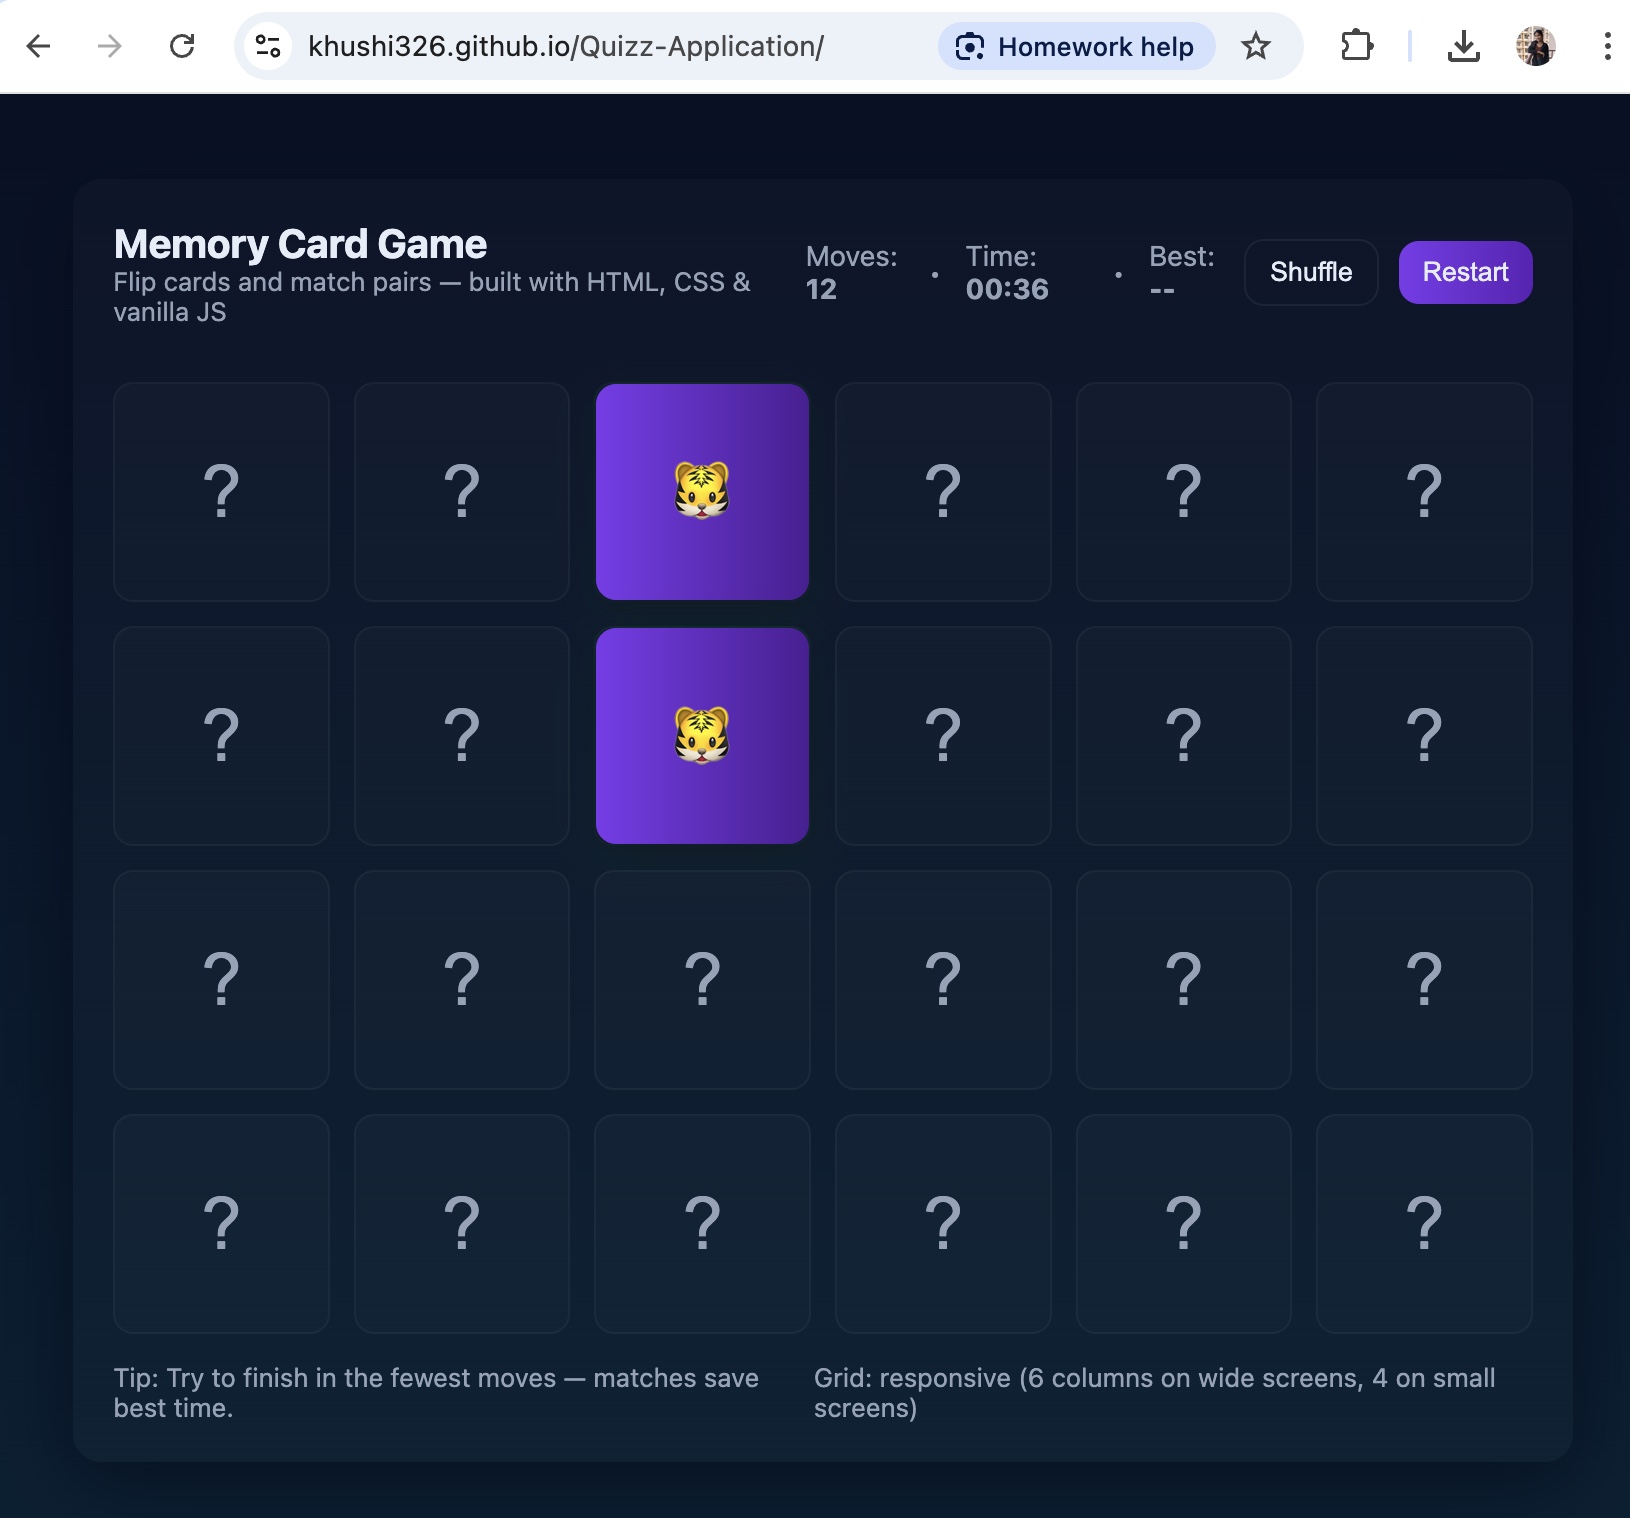 khushi326.github.io/Quizz-Application/
Homework help
Memory Card Game
Flip cards and match pairs — built with HTML, CSS &
vanilla JS
Moves:
12
•
Time:
00:36
•
Best:
--
Shuffle
Restart
? ? ? ? ?
? ? ? ? ?
? ? ? ? ? ?
? ? ? ? ? ?
Tip: Try to finish in the fewest moves — matches save
best time.
Grid: responsive (6 columns on wide screens, 4 on small
screens)